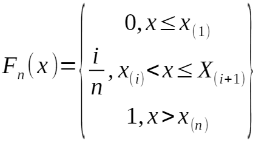 F_n(x) = { 0, x ≤ x_(1)
i/n, x_(i) < x ≤ X_(i+1)
1, x > x_(n) }